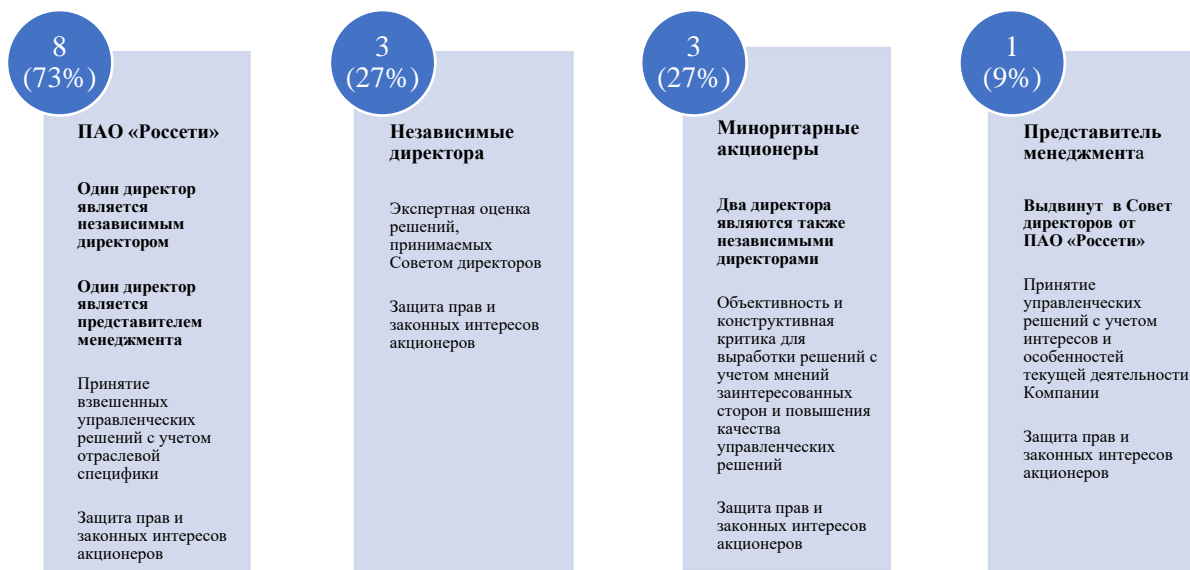 8
(73%)
ПАО «Россети»
Один директор
является
независимым
директором
Один директор
является
представителем
менеджмента
Принятие
взвешенных
управленческих
решений с учетом
отраслевой
специфики
Защита прав и
законных интересов
акционеров
3
(27%)
Независимые
директора
Экспертная оценка
решений,
принимаемых
Советом директоров
Защита прав и
законных интересов
акционеров
3
(27%)
Миноритарные
акционеры
Два директора
являются также
независимыми
директорами
Объективность и
конструктивная
критика для
выработки решений с
учетом мнений
заинтересованных
сторон и повышения
качества
управленческих
решений
Защита прав и
законных интересов
акционеров
1
(9%)
Представитель
менеджмента
Выдвинут в Совет
директоров от
ПАО «Россети»
Принятие
управленческих
решений с учетом
интересов и
особенностей
текущей деятельности
Компании
Защита прав и
законных интересов
акционеров